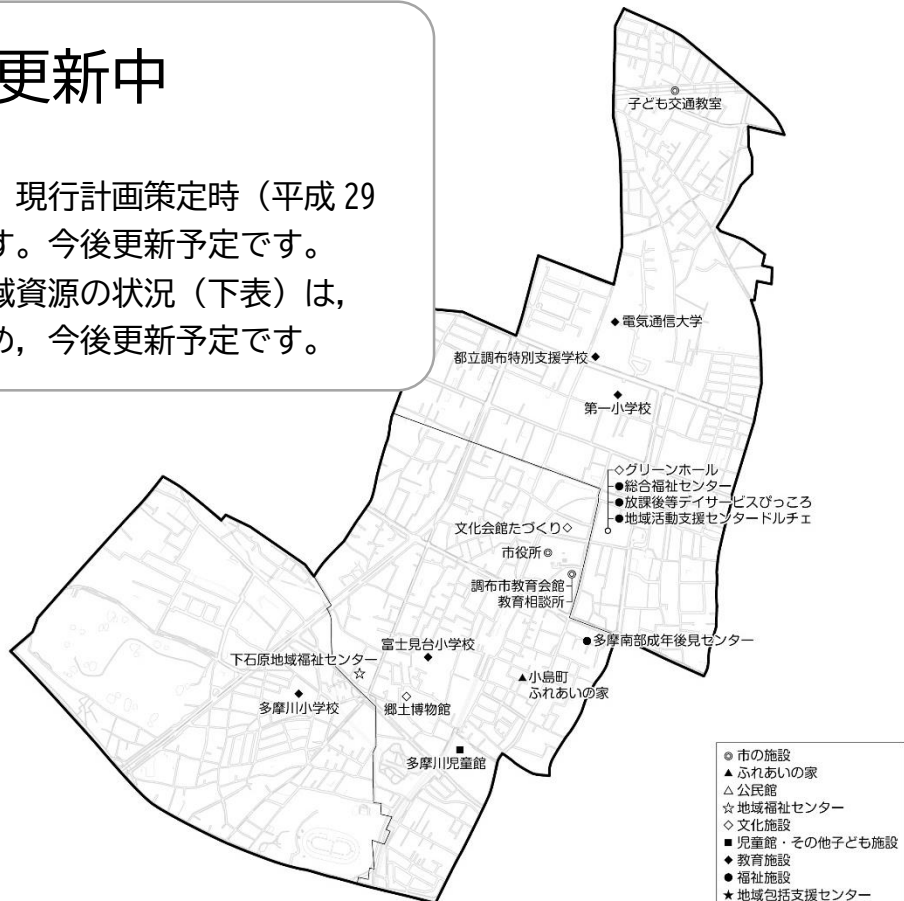 更新中
現行計画策定時（平成 29
す。今後更新予定です。
域資源の状況（下表）は，
め，今後更新予定です。
◎
子ども交通教室
◆電気通信大学
都立調布特別支援学校◆
◆
第一小学校
◇グリーンホール
●総合福祉センター
●放課後等デイサービスぴっころ
●地域活動支援センタードルチェ
文化会館たづくり◇
市役所◎
◎
調布市教育会館
教育相談所
●多摩南部成年後見センター
富士見台小学校
◆
下石原地域福祉センター
☆
▲小島町
ふれあいの家
◆
多摩川小学校
◇
郷土博物館
■
多摩川児童館
◎ 市の施設
▲ ふれあいの家
△ 公民館
☆ 地域福祉センター
◇ 文化施設
■ 児童館・その他子ども施設
◆ 教育施設
● 福祉施設
★ 地域包括支援センター